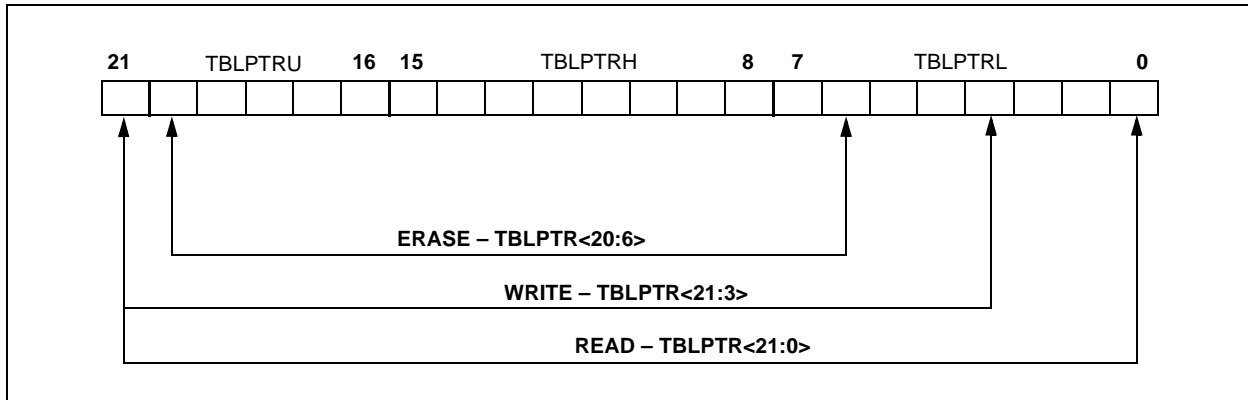 21 TBLPTRU 16 15 TBLPTRH 8 7 TBLPTRL 0
ERASE – TBLPTR<20:6>
WRITE – TBLPTR<21:3>
READ – TBLPTR<21:0>